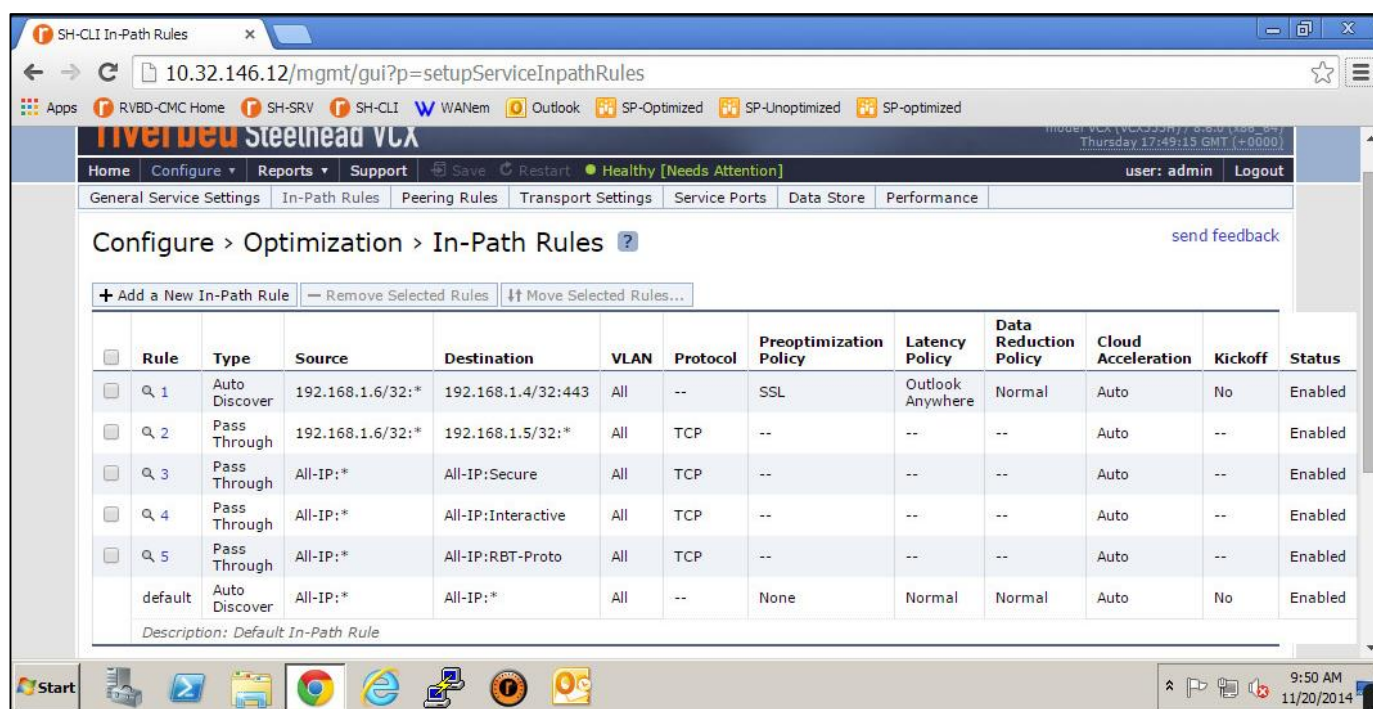 SH-CLI In-Path Rules
10.32.146.12/mgmt/gui?p=setupServiceInpathRules
Apps RVBD-CMC Home SH-SRV SH-CLI WANem Outlook SP-Optimized SP-Unoptimized SP-optimized
riverbed Steelhead VCX
Thursday 17:49:15 GMT (+0000)
Home Configure Reports Support Save Restart Healthy [Needs Attention] user: admin Logout
General Service Settings In-Path Rules Peering Rules Transport Settings Service Ports Data Store Performance
Configure > Optimization > In-Path Rules ? send feedback
Add a New In-Path Rule Remove Selected Rules Move Selected Rules...
Rule Type Source Destination VLAN Protocol Preoptimization Policy Latency Policy Data Reduction Policy Cloud Acceleration Kickoff Status
1 Auto Discover 192.168.1.6/32:* 192.168.1.4/32:443 All -- SSL Outlook Anywhere Normal Auto No Enabled
2 Pass Through 192.168.1.6/32:* 192.168.1.5/32:* All TCP -- -- -- Auto -- Enabled
3 Pass Through All-IP:* All-IP:Secure All TCP -- -- -- Auto -- Enabled
4 Pass Through All-IP:* All-IP:Interactive All TCP -- -- -- Auto -- Enabled
5 Pass Through All-IP:* All-IP:RBT-Proto All TCP -- -- -- Auto -- Enabled
default Auto Discover All-IP:* All-IP:* All -- None Normal Normal Auto No Enabled
Description: Default In-Path Rule
Start 9:50 AM
11/20/2014